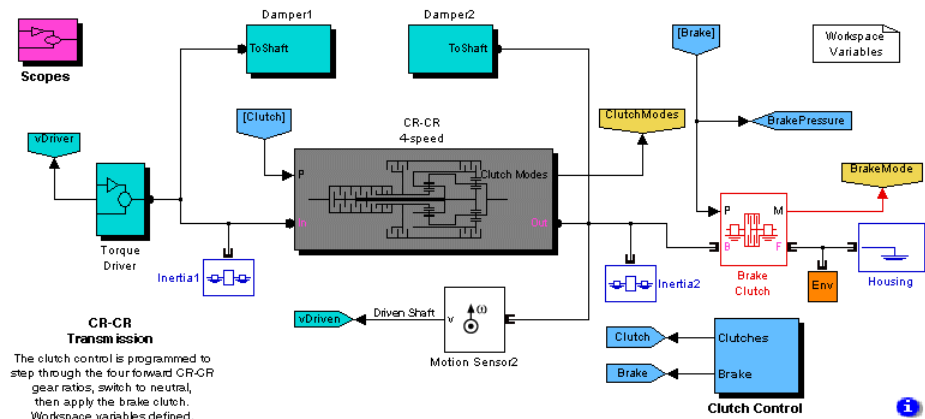 Damper1
Damper2
ToShaft
ToShaft
[Brake]
Workspace
Variables
Scopes
[Clutch]
CR-CR
4-speed
ClutchModes
BrakePressure
vDriver
P
Clutch Modes
BrakeMode
In
Out
P
M
B
F
Torque
Driver
Inertia1
Inertia2
Brake
Clutch
Env
Housing
vDriven
Driven Shaft
v
ω
Motion Sensor2
Clutch
Clutches
Brake
Brake
Clutch Control
i
CR-CR
Transmission
The clutch control is programmed to
step through the four forward CR-CR
gear ratios, switch to neutral,
then apply the brake clutch.
Workspace variables defined.